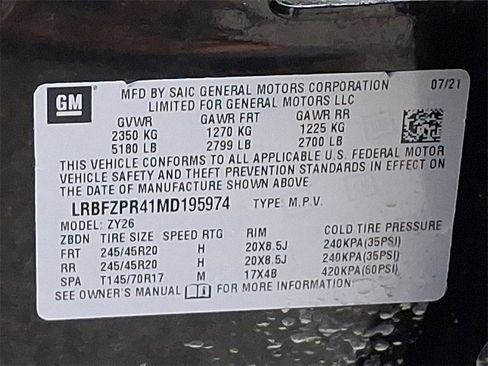 GM
MFD BY SAIC GENERAL MOTORS CORPORATION 07/21
LIMITED FOR GENERAL MOTORS LLC
GVWR GAWR FRT GAWR RR
2350 KG 1270 KG 1225 KG
5180 LB 2799 LB 2700 LB
THIS VEHICLE CONFORMS TO ALL APPLICABLE U.S. FEDERAL MOTOR
VEHICLE SAFETY AND THEFT PREVENTION STANDARDS IN EFFECT ON
THE DATE OF MANUFACTURE SHOWN ABOVE.
LRBFZPR41MD195974 TYPE: M.P.V.
MODEL: ZY26
ZBDN TIRE SIZE SPEED RTG RIM COLD TIRE PRESSURE
FRT 245/45R20 H 20X8.5J 240KPA(35PSI)
RR 245/45R20 H 20X8.5J 240KPA(35PSI)
SPA T145/70R17 M 17X4B 420KPA(60PSI)
SEE OWNER'S MANUAL FOR MORE INFORMATION.